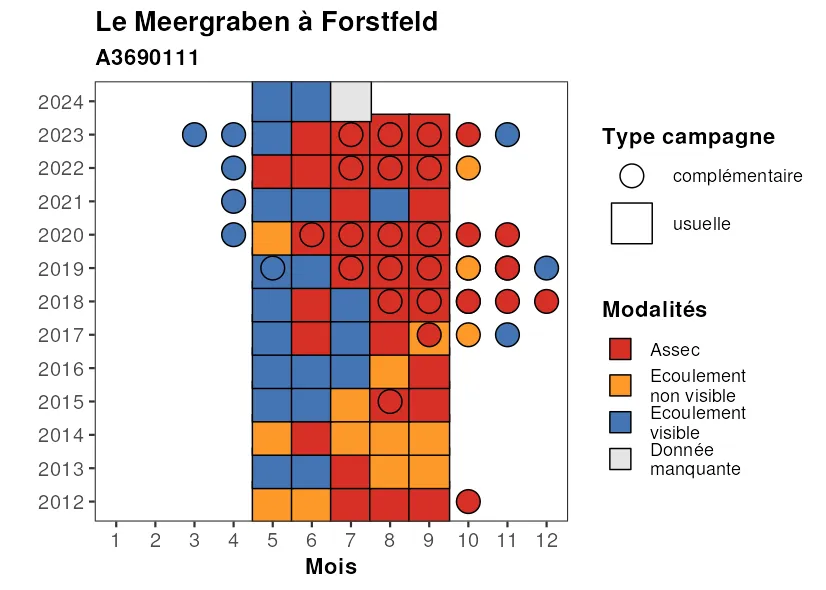 Le Meergraben à Forstfeld
A3690111
2024
2023
2022
2021
2020
2019
2018
2017
2016
2015
2014
2013
2012
1 2 3 4 5 6 7 8 9 10 11 12
Mois
Type campagne
complémentaire
usuelle
Modalités
Assec
Ecoulement
non visible
Ecoulement
visible
Donnée
manquante